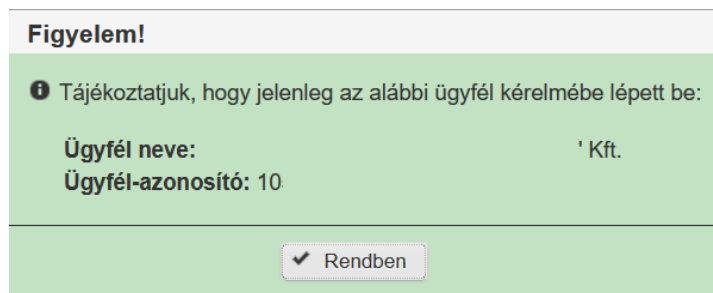 Figyelem!
Tájékoztatjuk, hogy jelenleg az alábbi ügyfél kérelmébe lépett be:
Ügyfél neve: ' Kft.
Ügyfél-azonosító: 10
Rendben